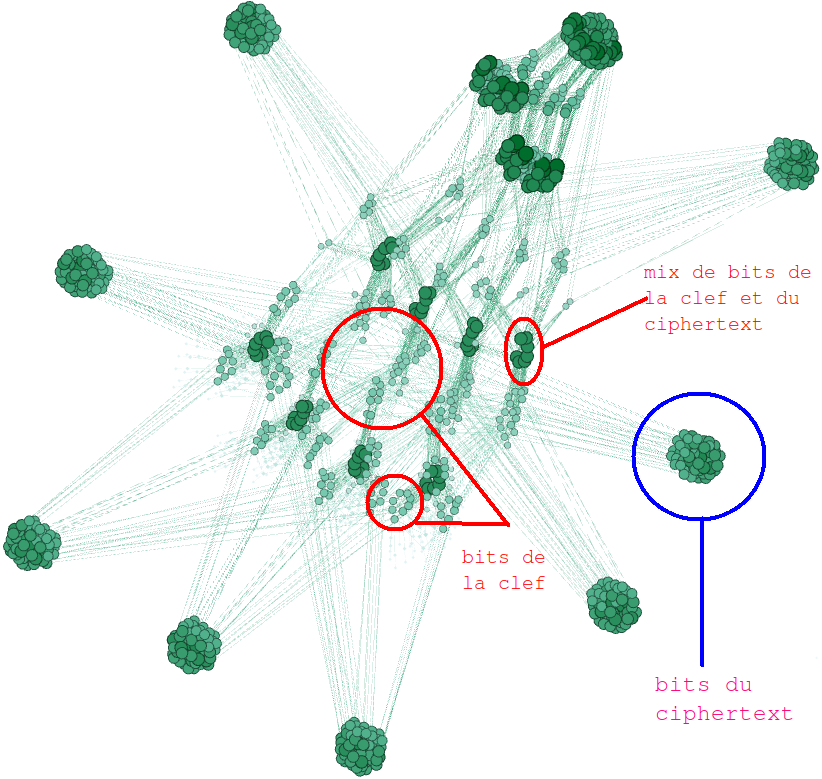 mix de bits de
la clef et du
ciphertext
bits de
la clef
bits du
ciphertext